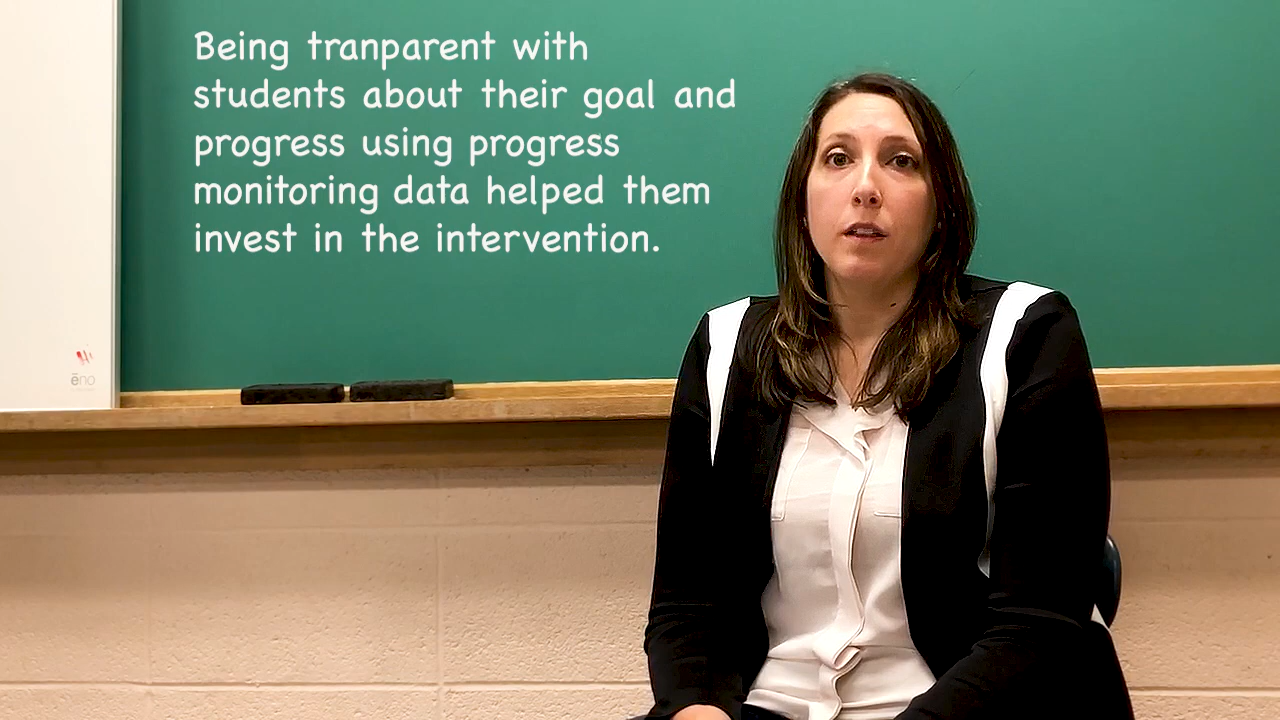 Being tranparent with
students about their goal and
progress using progress
monitoring data helped them
invest in the intervention.
ēno